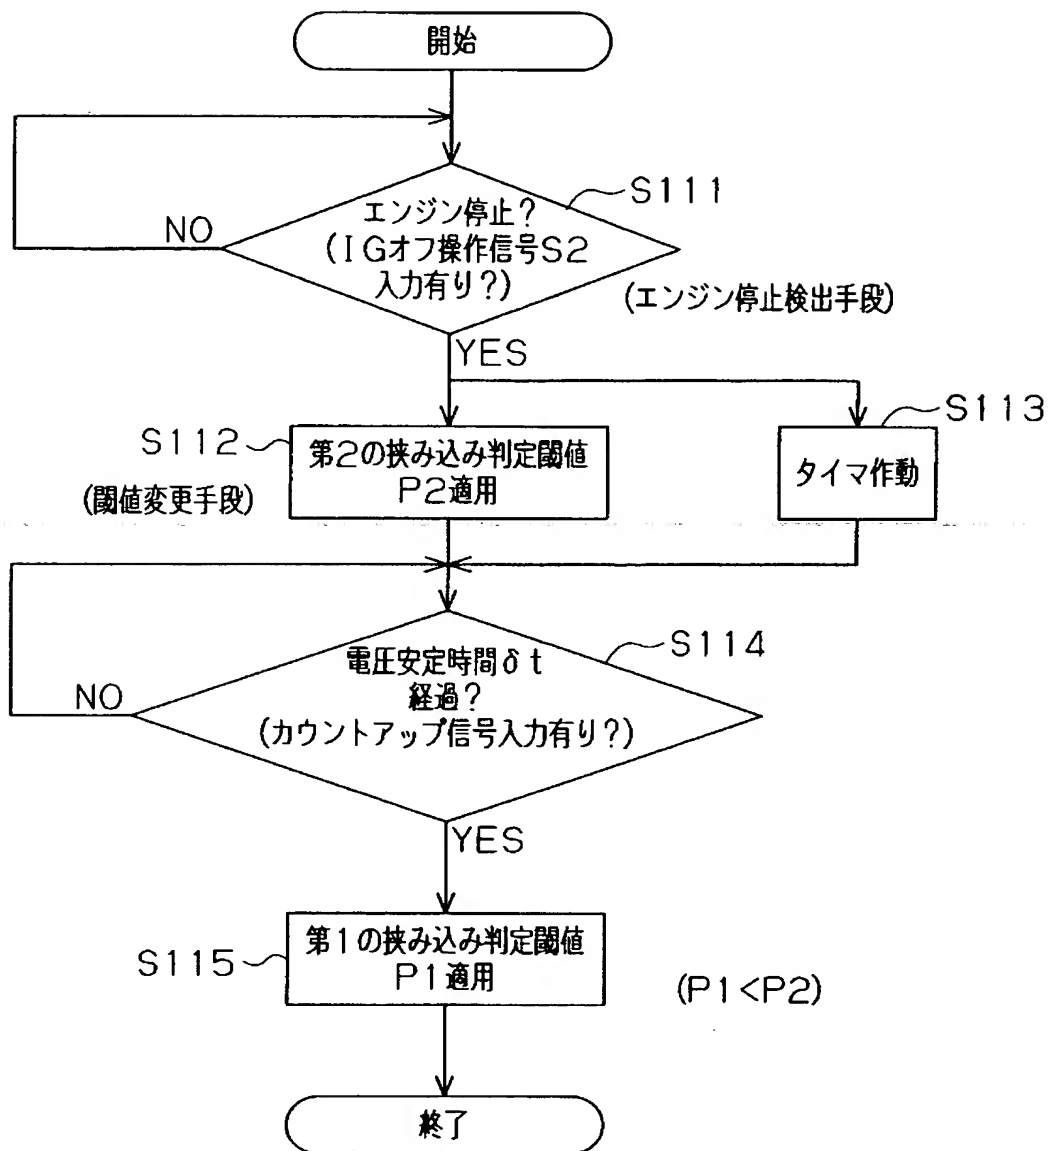 開始
S111
エンジン停止?
(IGオフ操作信号S2
入力有り?)
NO
(エンジン停止検出手段)
YES
S113
S112
第2の挟み込み判定閾値
P2適用
タイマ作動
(閾値変更手段)
S114
電圧安定時間δt
経過?
(カウントアップ信号入力有り?)
NO
YES
第1の挟み込み判定閾値
P1適用
S115
(P1<P2)
終了